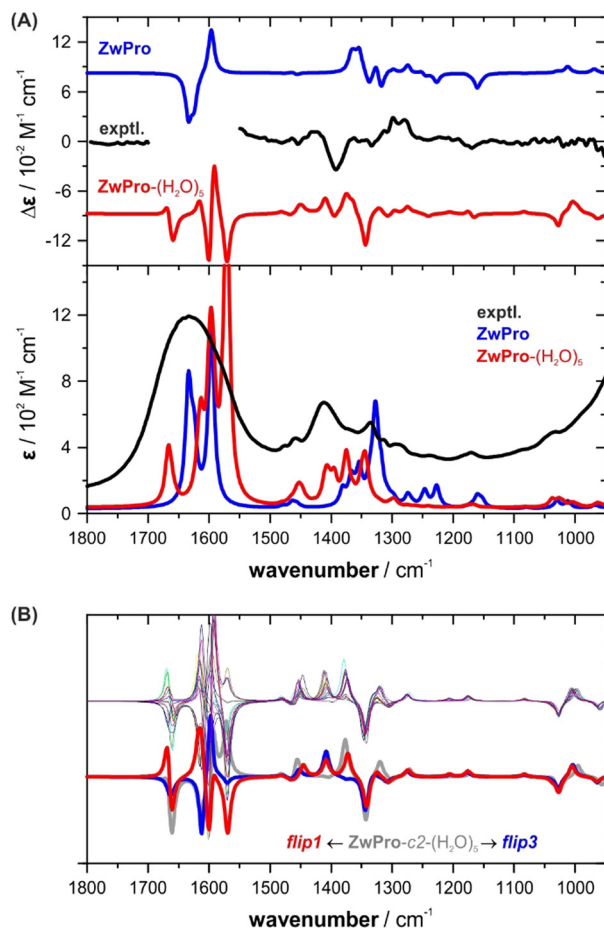 (A)
12
ZwPro
6
exptl.
0
-6
ZwPro-(H₂O)₅
-12
Δε / 10⁻² M⁻¹ cm⁻¹
12
exptl.
ZwPro
ZwPro-(H₂O)₅
8
4
0
ε / 10² M⁻¹ cm⁻¹
1800 1700 1600 1500 1400 1300 1200 1100 1000
wavenumber / cm⁻¹
(B)
flip1 ← ZwPro-c2-(H₂O)₅ → flip3
1800 1700 1600 1500 1400 1300 1200 1100 1000
wavenumber / cm⁻¹